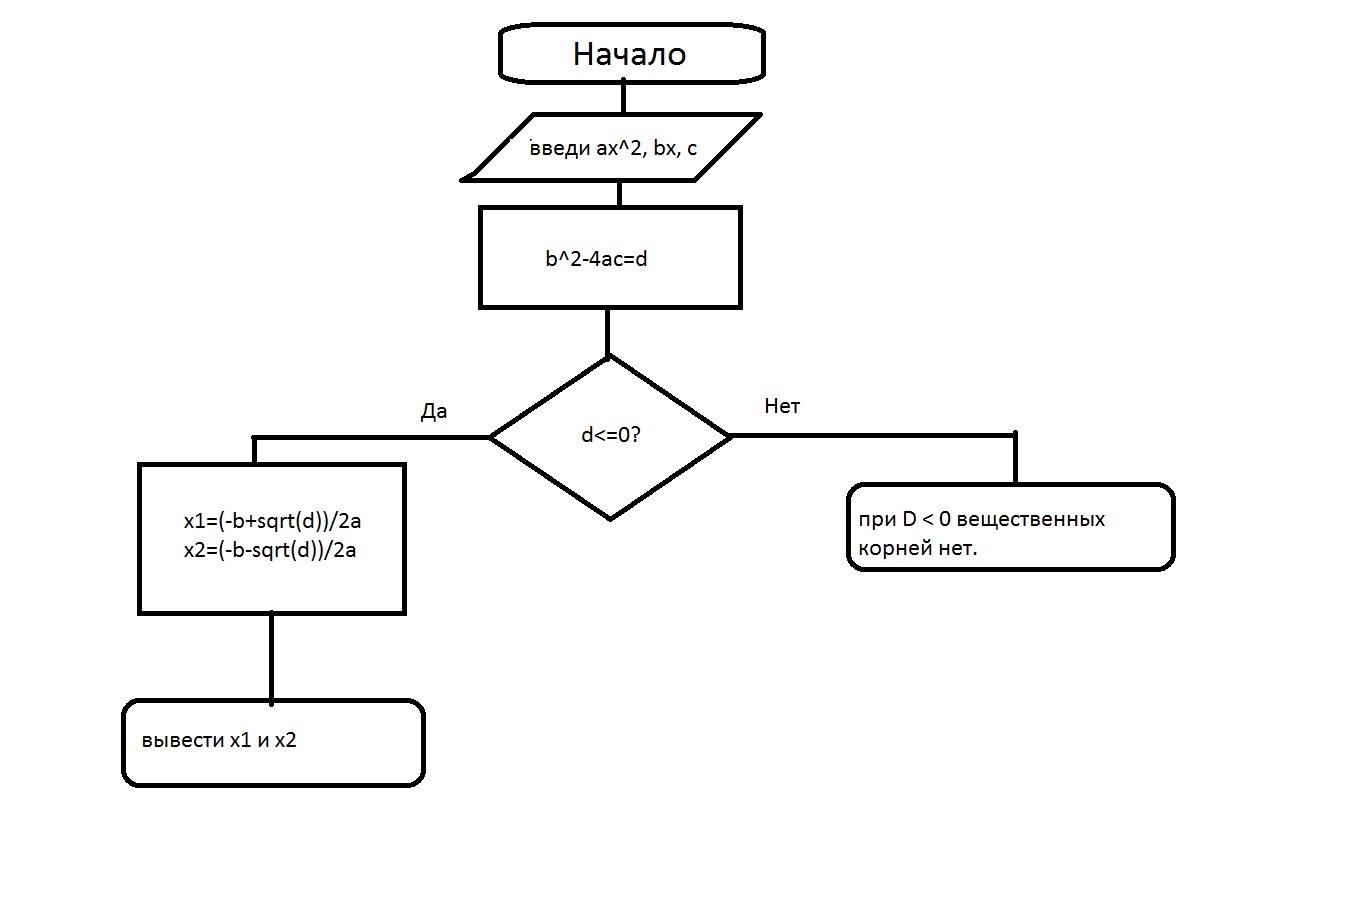 Начало
введи ax^2, bx, c
b^2-4ac=d
Да
Нет
d<=0?
x1=(-b+sqrt(d))/2a
x2=(-b-sqrt(d))/2a
при D < 0 вещественных
корней нет.
вывести x1 и x2